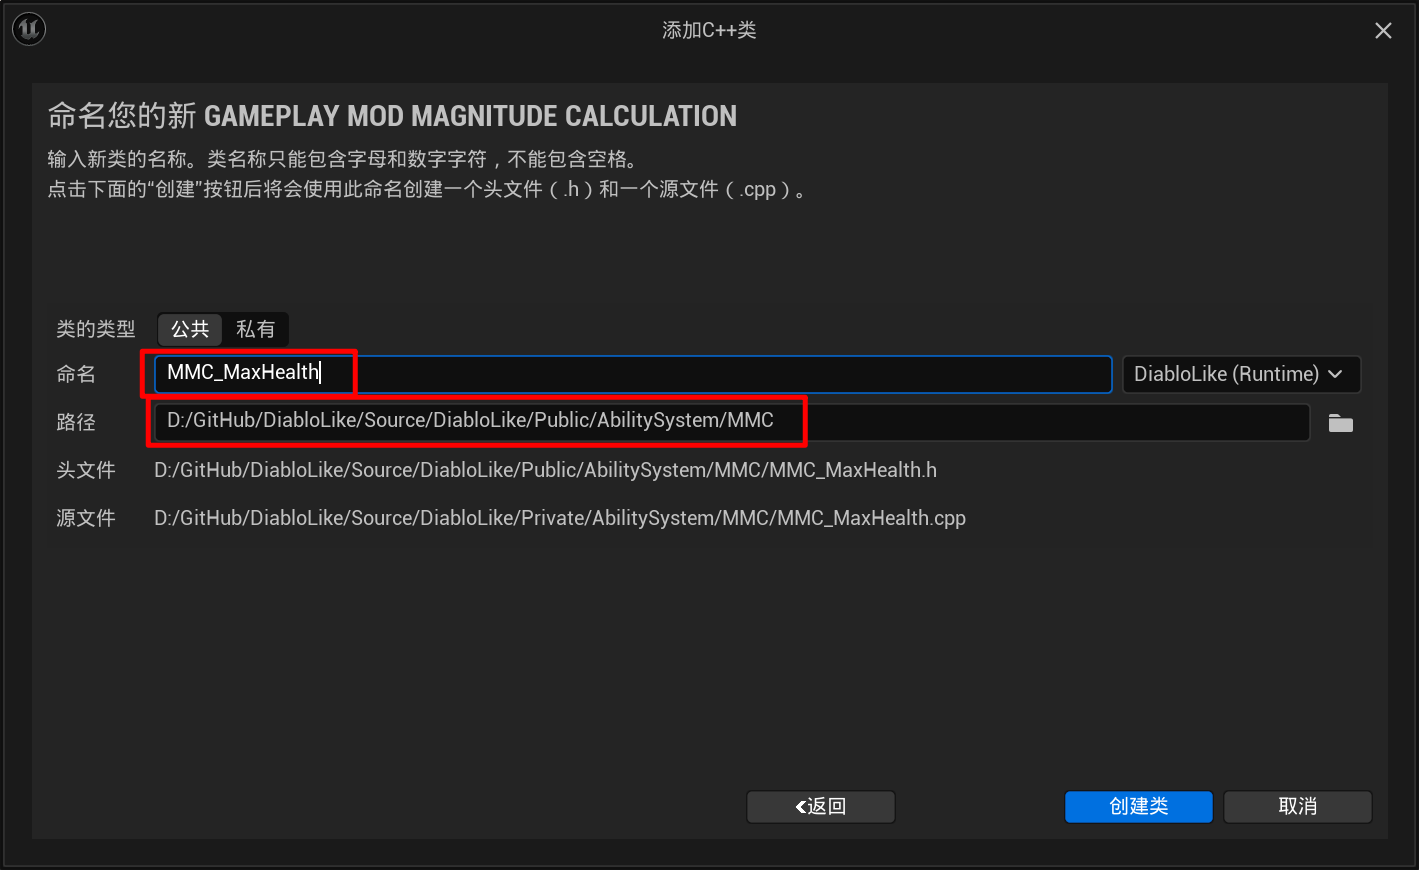 添加C++类
命名您的新 GAMEPLAY MOD MAGNITUDE CALCULATION
输入新类的名称。类名称只能包含字母和数字字符，不能包含空格。
点击下面的“创建”按钮后将会使用此命名创建一个头文件（.h）和一个源文件（.cpp）。
类的类型 公共 私有
命名 MMC_MaxHealth DiabloLike (Runtime)
路径 D:/GitHub/DiabloLike/Source/DiabloLike/Public/AbilitySystem/MMC
头文件 D:/GitHub/DiabloLike/Source/DiabloLike/Public/AbilitySystem/MMC/MMC_MaxHealth.h
源文件 D:/GitHub/DiabloLike/Source/DiabloLike/Private/AbilitySystem/MMC/MMC_MaxHealth.cpp
返回 创建类 取消